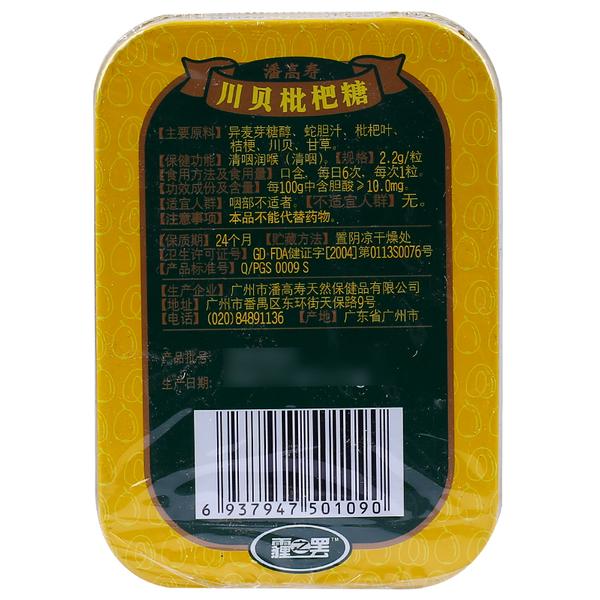 潘高寿
川贝枇杷糖
【主要原料】异麦芽糖醇、蛇胆汁、枇杷叶、
桔梗、川贝、甘草。
【保健功能】清咽润喉(清咽)。【规格】2.2g/粒
【食用方法及食用量】口含，每日6次，每次1粒。
【功效成份及含量】每100g中含胆酸≥10.0mg。
【适宜人群】咽部不适者。【不适宜人群】无。
【注意事项】本品不能代替药物。
【保质期】24个月 【贮藏方法】置阴凉干燥处
【卫生许可证号】GD·FDA健证字[2004]第0113S0076号
【产品标准号】Q/PGS 0009 S
【生产企业】广州市潘高寿天然保健品有限公司
【地址】广州市番禺区东环街天保路9号
【电话】(020)84891136 【产地】广东省广州市
产品批号:
生产日期:
6 937947 501090
霾之罢™